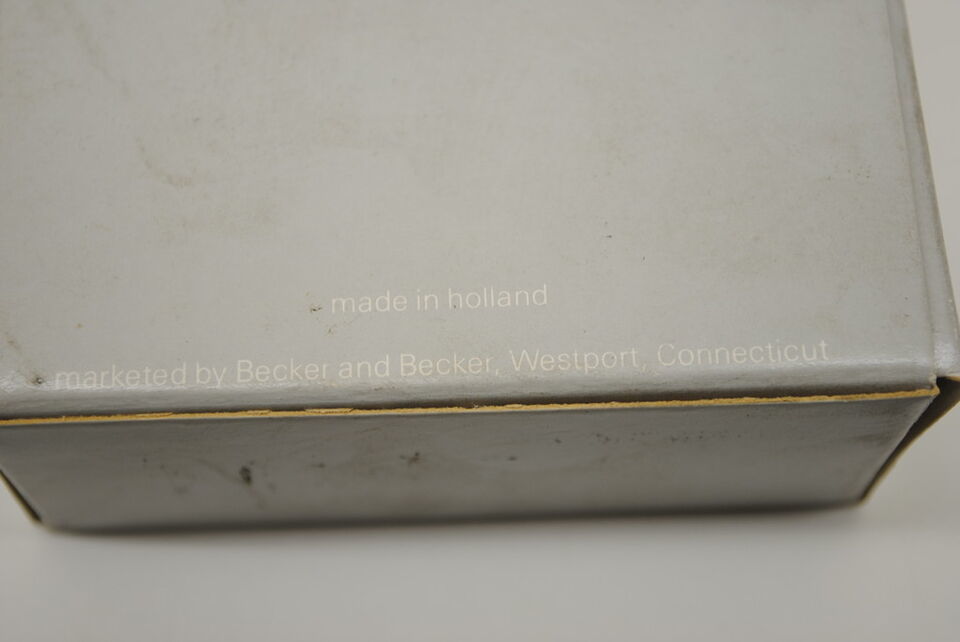 made in holland
marketed by Becker and Becker, Westport, Connecticut